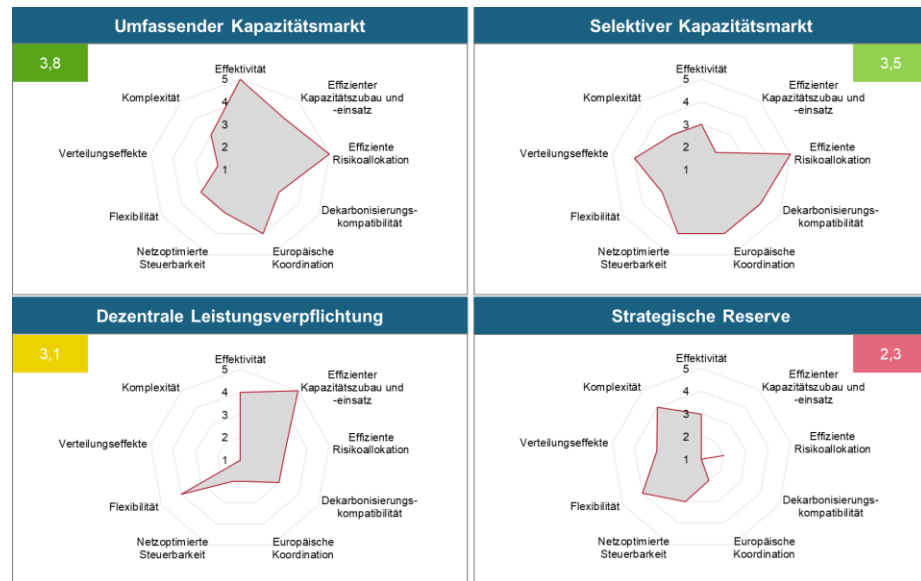 Umfassender Kapazitätsmarkt
3,8
Effektivität
Effizienter
Kapazitätszubau und
-einsatz
Effiziente
Risikoallokation
Dekarbonisierungs-
kompatibilität
Europäische
Koordination
Netzoptimierte
Steuerbarkeit
Flexibilität
Verteilungseffekte
Komplexität
5
4
3
2
1
Selektiver Kapazitätsmarkt
3,5
Effektivität
Effizienter
Kapazitätszubau und
-einsatz
Effiziente
Risikoallokation
Dekarbonisierungs-
kompatibilität
Europäische
Koordination
Netzoptimierte
Steuerbarkeit
Flexibilität
Verteilungseffekte
Komplexität
5
4
3
2
1
Dezentrale Leistungsverpflichtung
3,1
Effektivität
Effizienter
Kapazitätszubau und
-einsatz
Effiziente
Risikoallokation
Dekarbonisierungs-
kompatibilität
Europäische
Koordination
Netzoptimierte
Steuerbarkeit
Flexibilität
Verteilungseffekte
Komplexität
5
4
3
2
1
Strategische Reserve
2,3
Effektivität
Effizienter
Kapazitätszubau und
-einsatz
Effiziente
Risikoallokation
Dekarbonisierungs-
kompatibilität
Europäische
Koordination
Netzoptimierte
Steuerbarkeit
Flexibilität
Verteilungseffekte
Komplexität
5
4
3
2
1